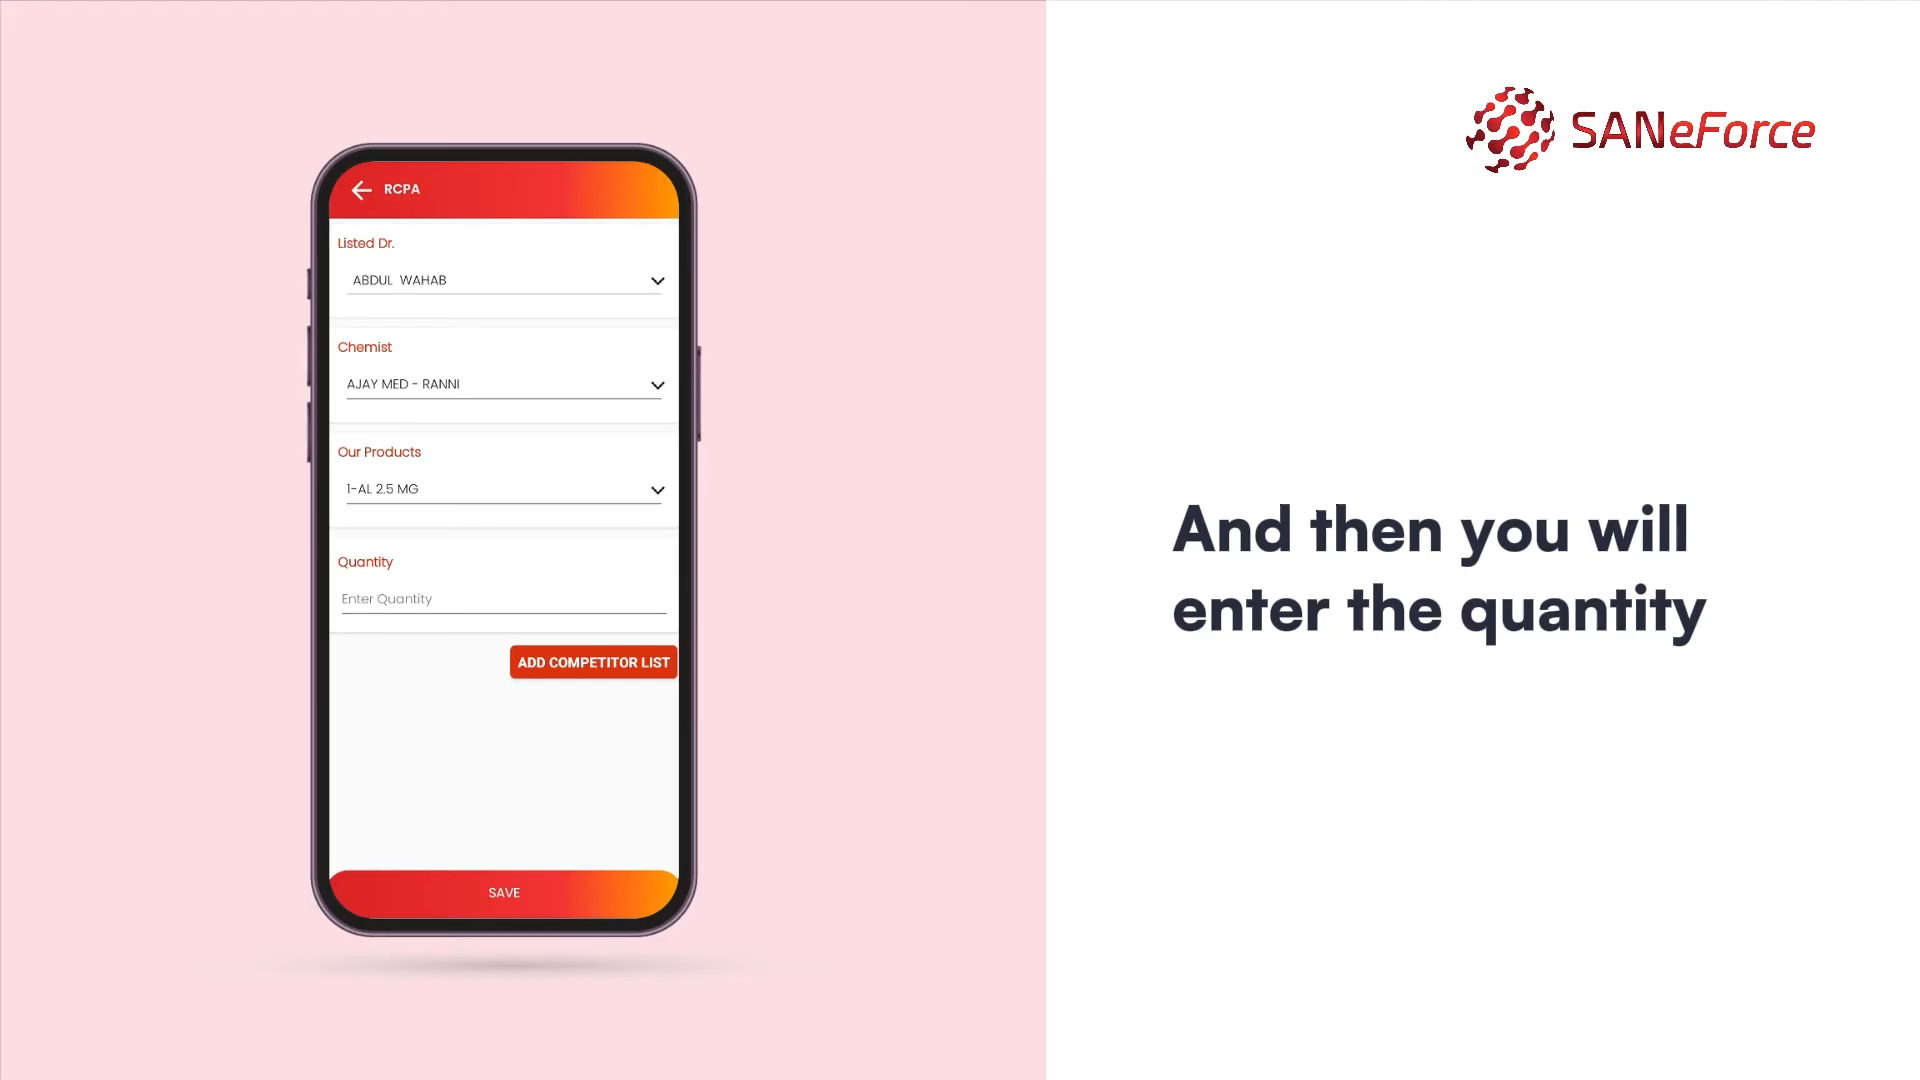 RCPA
Listed Dr.
ABDUL WAHAB
Chemist
AJAY MED - RANNI
Our Products
1-AL 2.5 MG
Quantity
Enter Quantity
ADD COMPETITOR LIST
SAVE
SANeForce
And then you will
enter the quantity